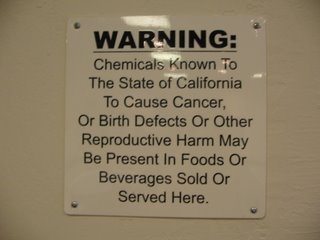 WARNING:
Chemicals Known To
The State of California
To Cause Cancer,
Or Birth Defects Or Other
Reproductive Harm May
Be Present In Foods Or
Beverages Sold Or
Served Here.